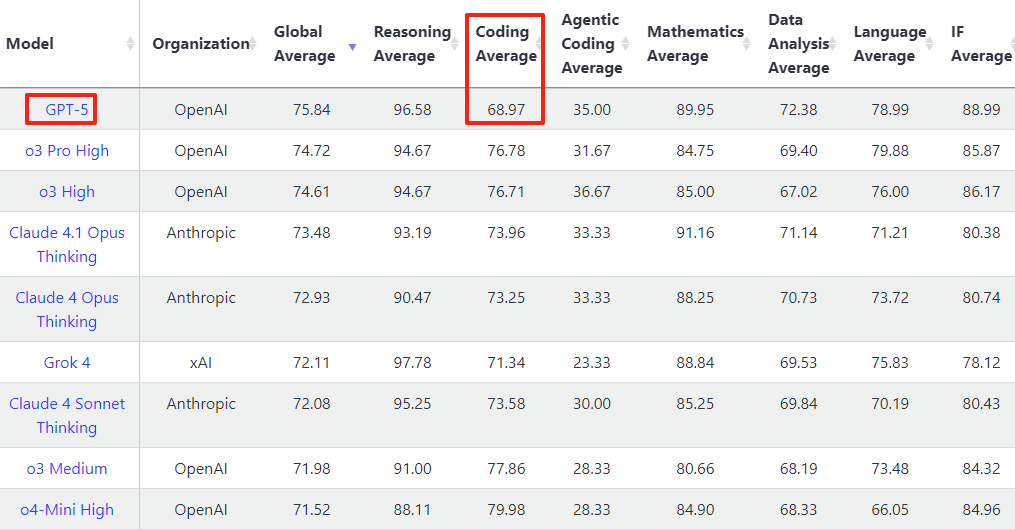 Model Organization Global Average Reasoning Average Coding Average Agentic Coding Average Mathematics Average Data Analysis Average Language Average IF Average
GPT-5 OpenAI 75.84 96.58 68.97 35.00 89.95 72.38 78.99 88.99
o3 Pro High OpenAI 74.72 94.67 76.78 31.67 84.75 69.40 79.88 85.87
o3 High OpenAI 74.61 94.67 76.71 36.67 85.00 67.02 76.00 86.17
Claude 4.1 Opus Thinking Anthropic 73.48 93.19 73.96 33.33 91.16 71.14 71.21 80.38
Claude 4 Opus Thinking Anthropic 72.93 90.47 73.25 33.33 88.25 70.73 73.72 80.74
Grok 4 xAI 72.11 97.78 71.34 23.33 88.84 69.53 75.83 78.12
Claude 4 Sonnet Thinking Anthropic 72.08 95.25 73.58 30.00 85.25 69.84 70.19 80.43
o3 Medium OpenAI 71.98 91.00 77.86 28.33 80.66 68.19 73.48 84.32
o4-Mini High OpenAI 71.52 88.11 79.98 28.33 84.90 68.33 66.05 84.96